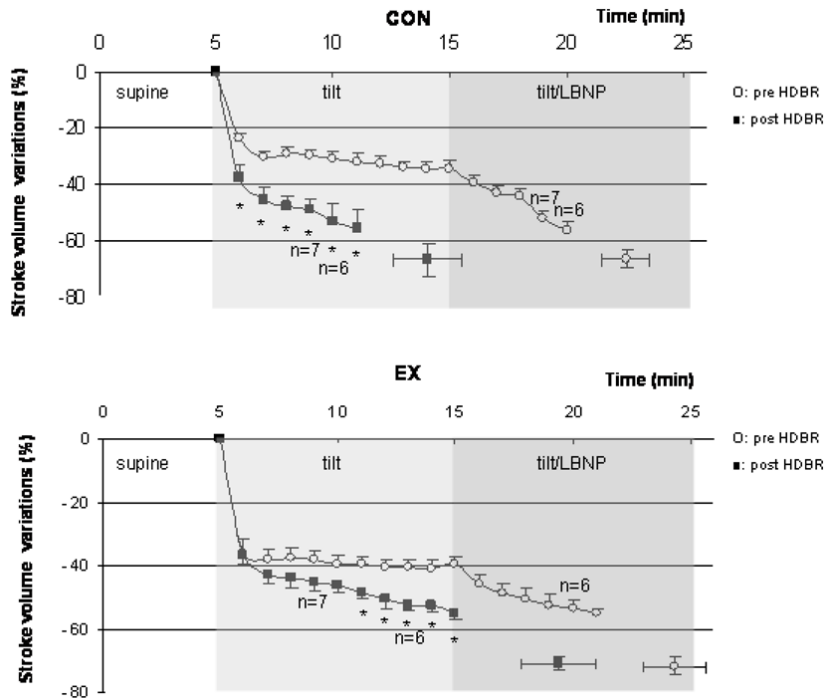 CON
Time (min)
0 5 10 15 20 25
Stroke volume variations (%)
0
-20
-40
-60
-80
supine
tilt
tilt/LBNP
O: pre HDBR
■: post HDBR
n=7
n=6
* * * * * *
n=7
n=6
EX
Time (min)
0 5 10 15 20 25
Stroke volume variations (%)
0
-20
-40
-60
-80
supine
tilt
tilt/LBNP
O: pre HDBR
■: post HDBR
n=6
n=7
* * * * *
n=6